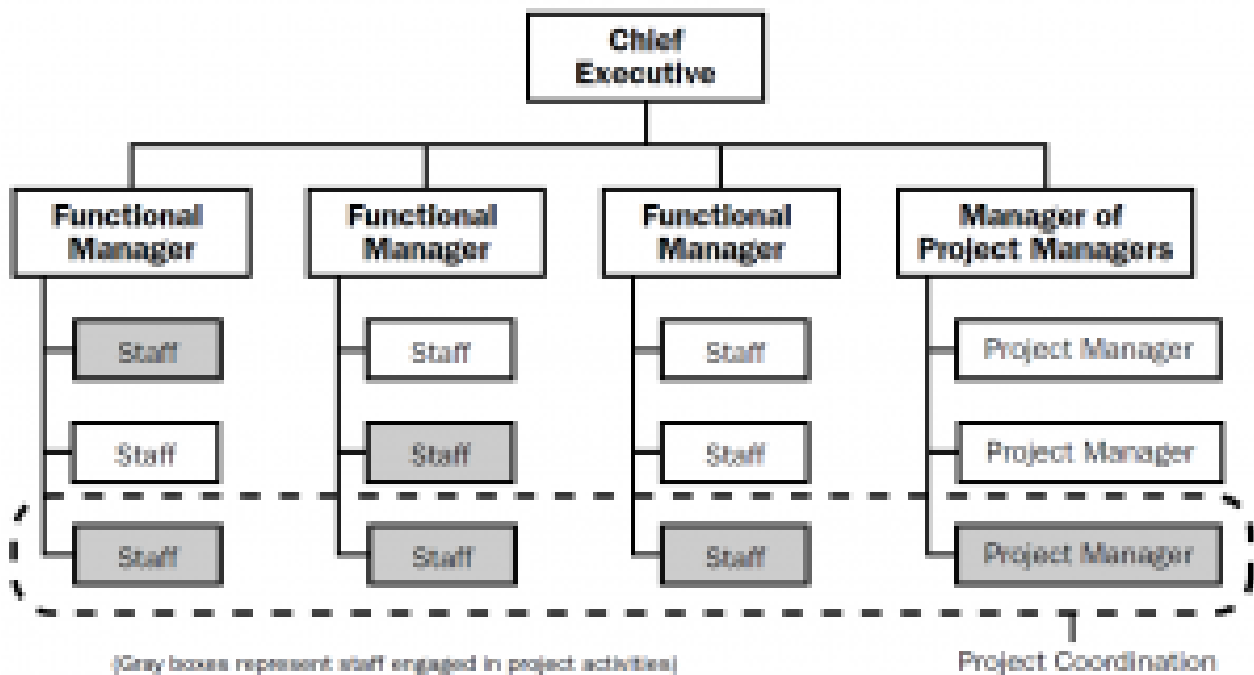 Chief
Executive
Functional
Manager
Functional
Manager
Functional
Manager
Manager of
Project Managers
Staff
Staff
Staff
Project Manager
Staff
Staff
Staff
Project Manager
Staff
Staff
Staff
Project Manager
(Gray boxes represent staff engaged in project activities)
Project Coordination